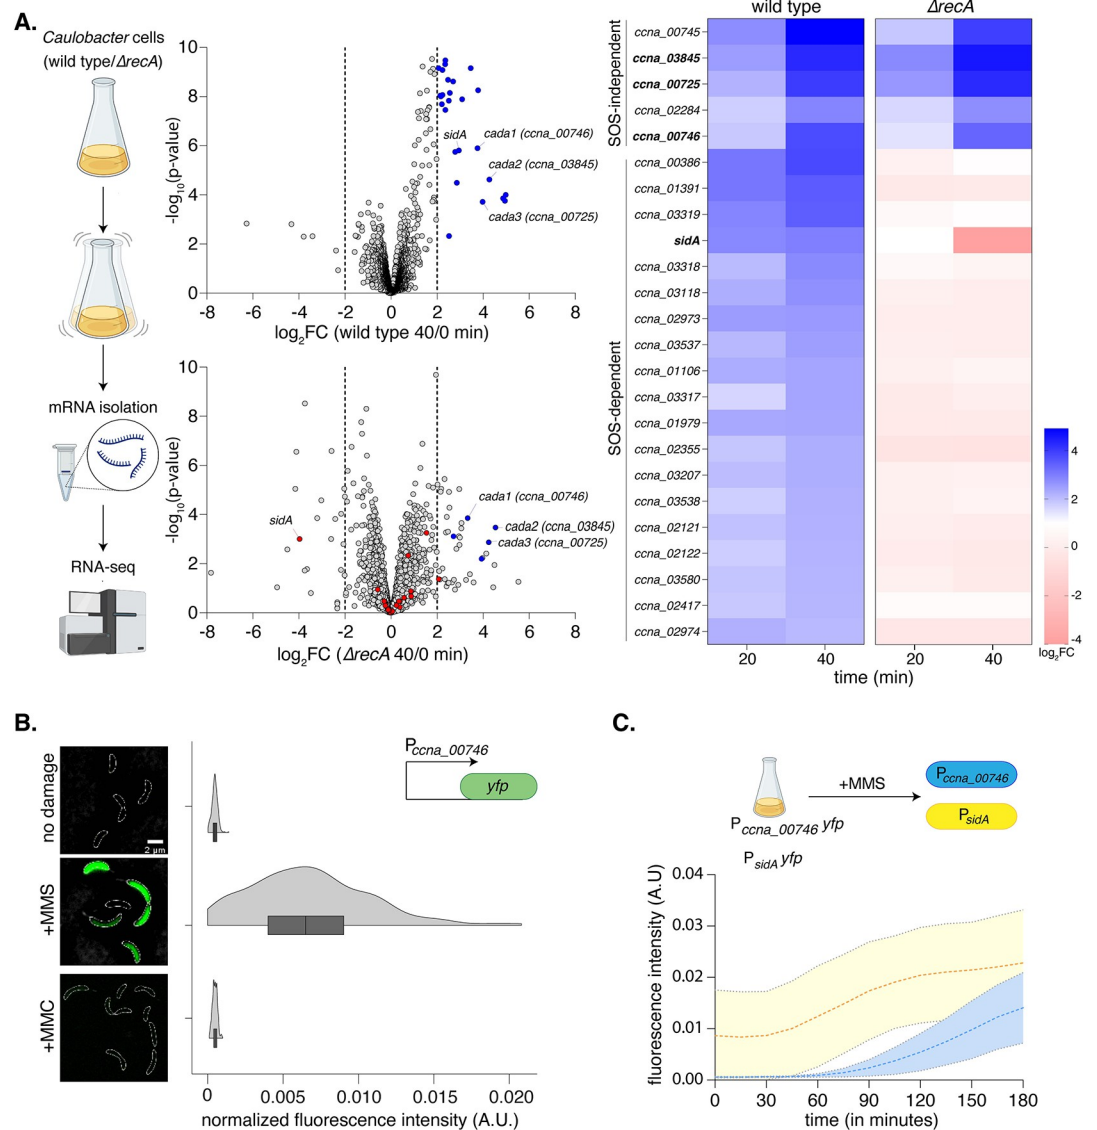 A.
Caulobacter cells
(wild type/ΔrecA)
mRNA isolation
RNA-seq
10
8
6
4
2
0
-log10(p-value)
sidA
cada1 (ccna_00746)
cada2 (ccna_03845)
cada3 (ccna_00725)
-8 -6 -4 -2 0 2 4 6 8
log2FC (wild type 40/0 min)
10
8
6
4
2
0
-log10(p-value)
sidA
cada1 (ccna_00746)
cada2 (ccna_03845)
cada3 (ccna_00725)
-8 -6 -4 -2 0 2 4 6 8
log2FC (ΔrecA 40/0 min)
wild type
ΔrecA
SOS-independent
ccna_00745
ccna_03845
ccna_00725
ccna_02284
ccna_00746
SOS-dependent
ccna_00386
ccna_01391
ccna_03319
sidA
ccna_03318
ccna_03118
ccna_02973
ccna_03537
ccna_01106
ccna_03317
ccna_01979
ccna_02355
ccna_03207
ccna_03538
ccna_02121
ccna_02122
ccna_03580
ccna_02417
ccna_02974
20 40 20 40
time (min)
4
2
0
-2
-4
log2FC
B.
no damage
2 μm
+MMS
+MMC
Pccna_00746
yfp
0 0.005 0.010 0.015 0.020
normalized fluorescence intensity (A.U.)
C.
+MMS
Pccna_00746 yfp
PsidA yfp
Pccna_00746
PsidA
0.04
0.03
0.02
0.01
0.00
fluorescence intensity (A.U)
0 30 60 90 120 150 180
time (in minutes)